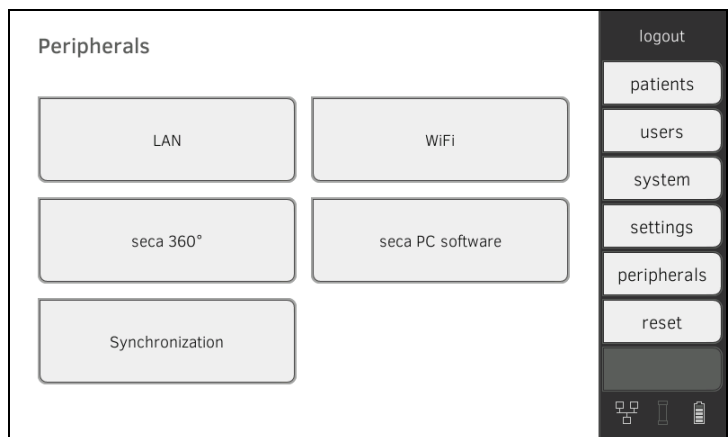 Peripherals
LAN
WiFi
seca 360°
seca PC software
Synchronization
logout
patients
users
system
settings
peripherals
reset